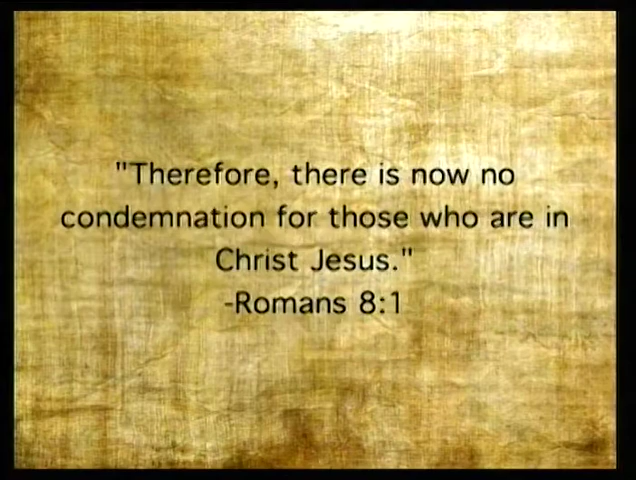 "Therefore, there is now no
condemnation for those who are in
Christ Jesus."
-Romans 8:1